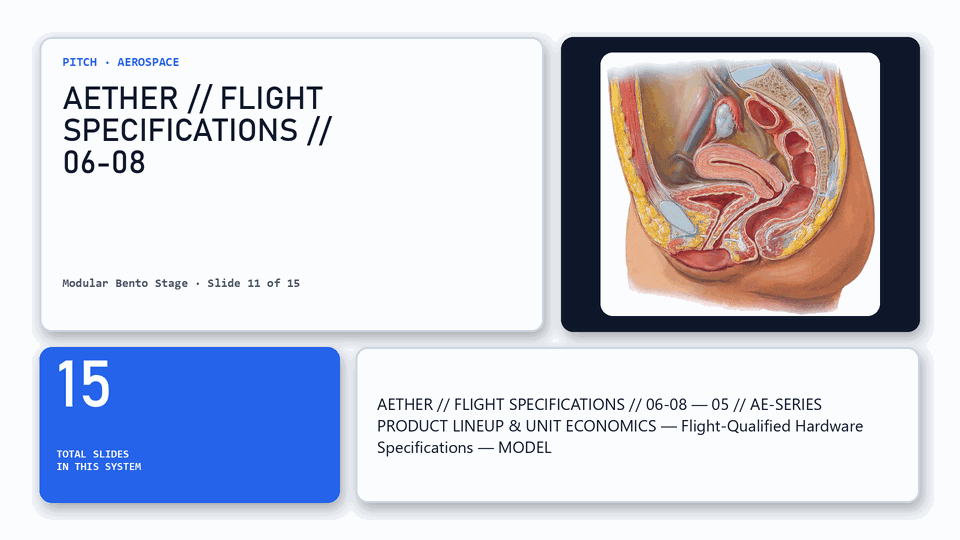 PITCH · AEROSPACE
AETHER // FLIGHT
SPECIFICATIONS //
06-08
Modular Bento Stage · Slide 11 of 15
15
TOTAL SLIDES
IN THIS SYSTEM
AETHER // FLIGHT SPECIFICATIONS // 06-08 — 05 // AE-SERIES
PRODUCT LINEUP & UNIT ECONOMICS — Flight-Qualified Hardware
Specifications — MODEL